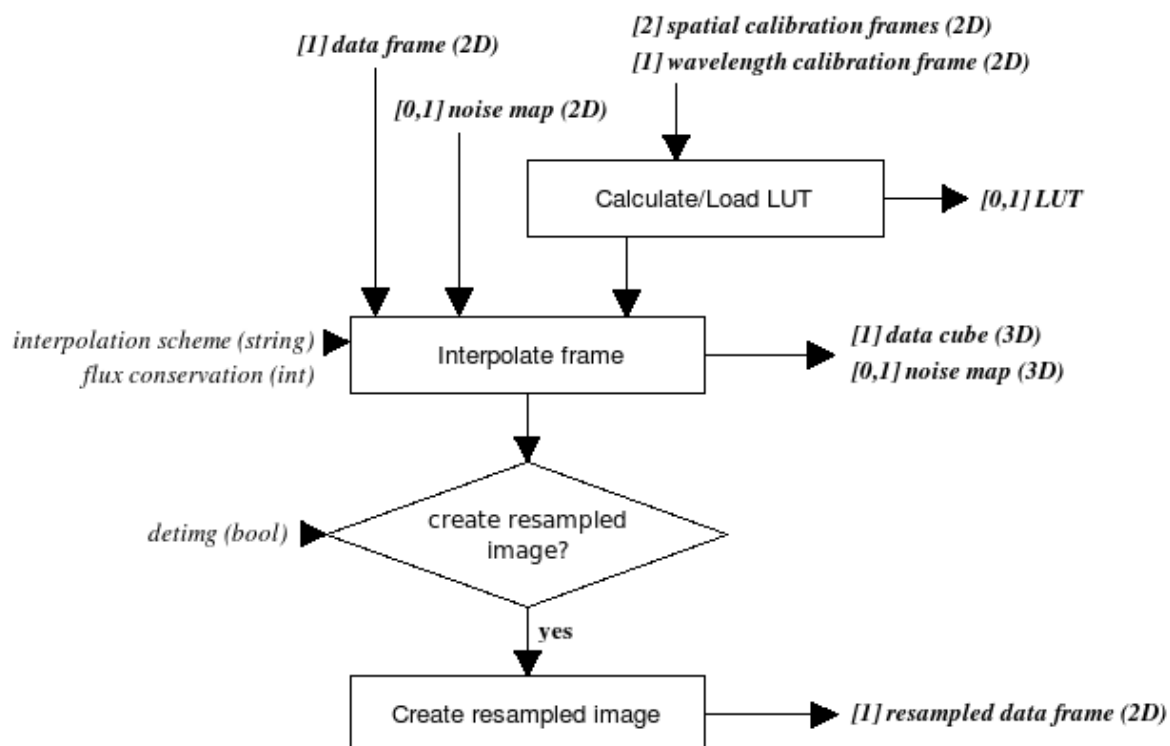 [2] spatial calibration frames (2D)
[1] data frame (2D)
[1] wavelength calibration frame (2D)
[0,1] noise map (2D)
Calculate/Load LUT
[0,1] LUT
interpolation scheme (string)
flux conservation (int)
Interpolate frame
[1] data cube (3D)
[0,1] noise map (3D)
detimg (bool)
create resampled
image?
yes
Create resampled image
[1] resampled data frame (2D)